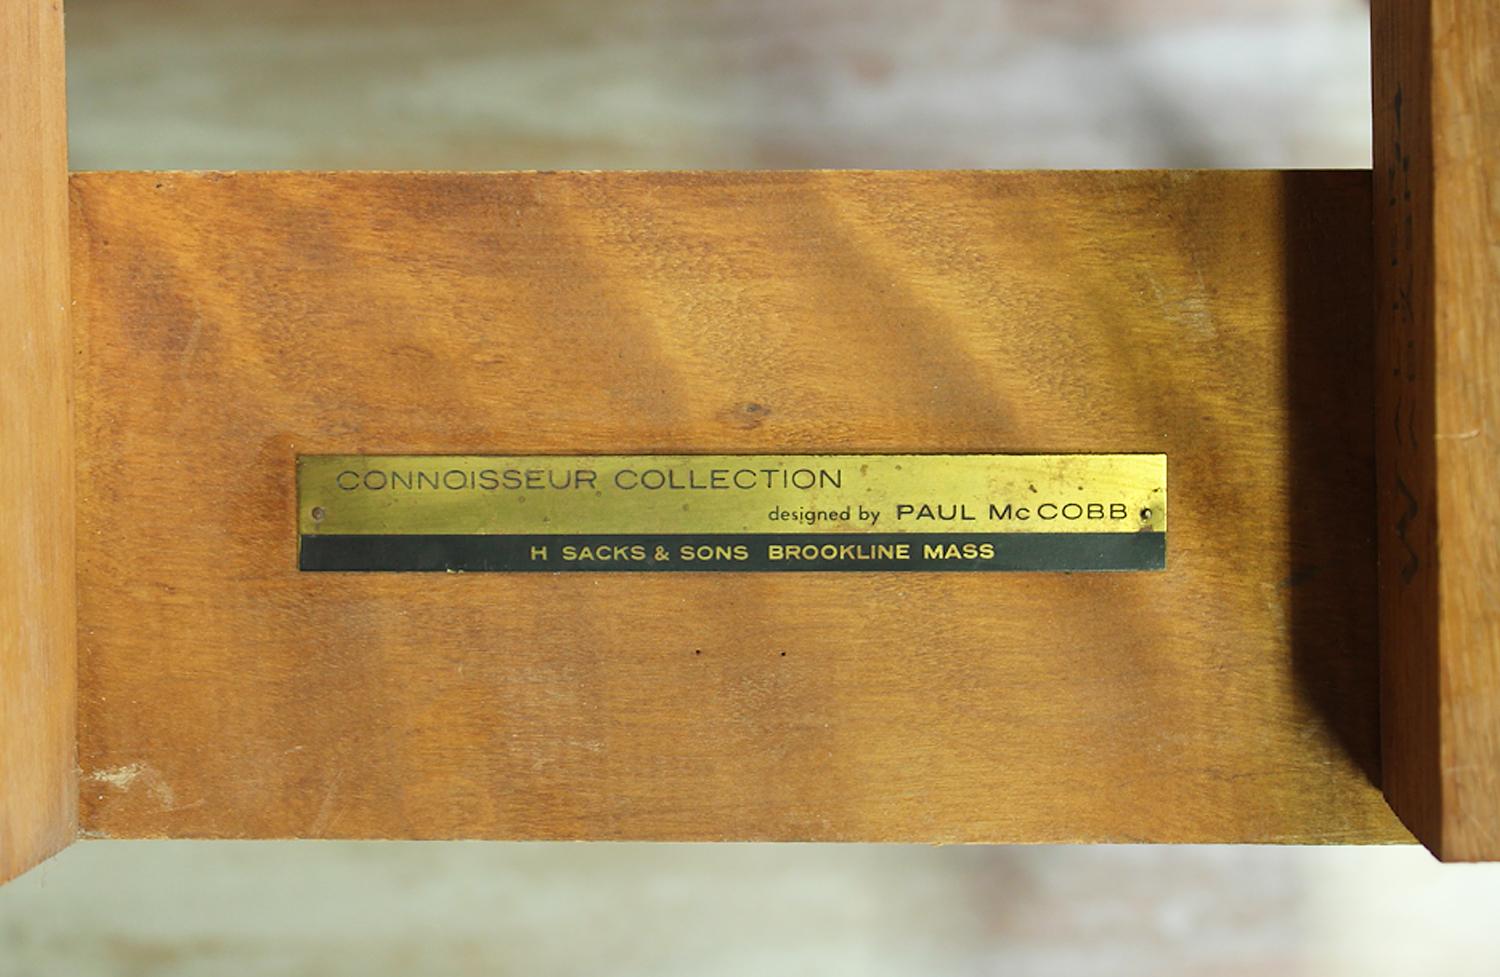 CONNOISSEUR COLLECTION
designed by PAUL McCOBB
H SACKS & SONS BROOKLINE MASS